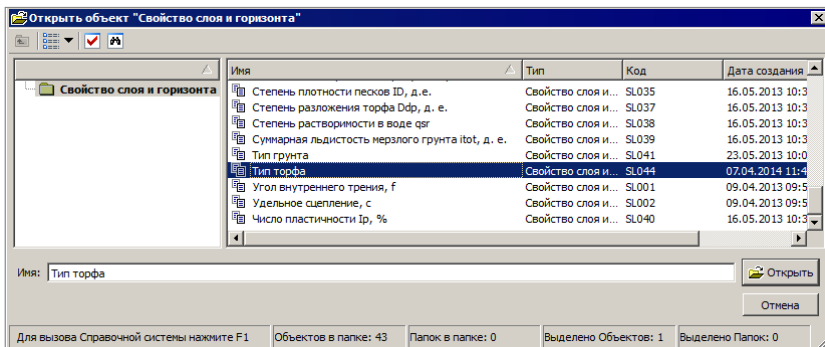 Открыть объект "Свойство слоя и горизонта"
Свойство слоя и горизонта
Имя Тип Код Дата создания
Степень плотности песков ID, д.е. Свойство слоя и... SL035 16.05.2013 10:3
Степень разложения торфа Ddp, д. е. Свойство слоя и... SL037 16.05.2013 10:3
Степень растворимости в воде qsr Свойство слоя и... SL038 16.05.2013 10:3
Суммарная льдистость мерзлого грунта itot, д. е. Свойство слоя и... SL039 16.05.2013 10:3
Тип грунта Свойство слоя и... SL041 23.05.2013 10:0
Тип торфа Свойство слоя и... SL044 07.04.2014 11:4
Угол внутреннего трения, f Свойство слоя и... SL001 09.04.2013 09:5
Удельное сцепление, с Свойство слоя и... SL002 09.04.2013 09:5
Число пластичности Ip, % Свойство слоя и... SL040 16.05.2013 10:3
Имя: Тип торфа Открыть
Отмена
Для вызова Справочной системы нажмите F1 Объектов в папке: 43 Папок в папке: 0 Выделено Объектов: 1 Выделено Папок: 0